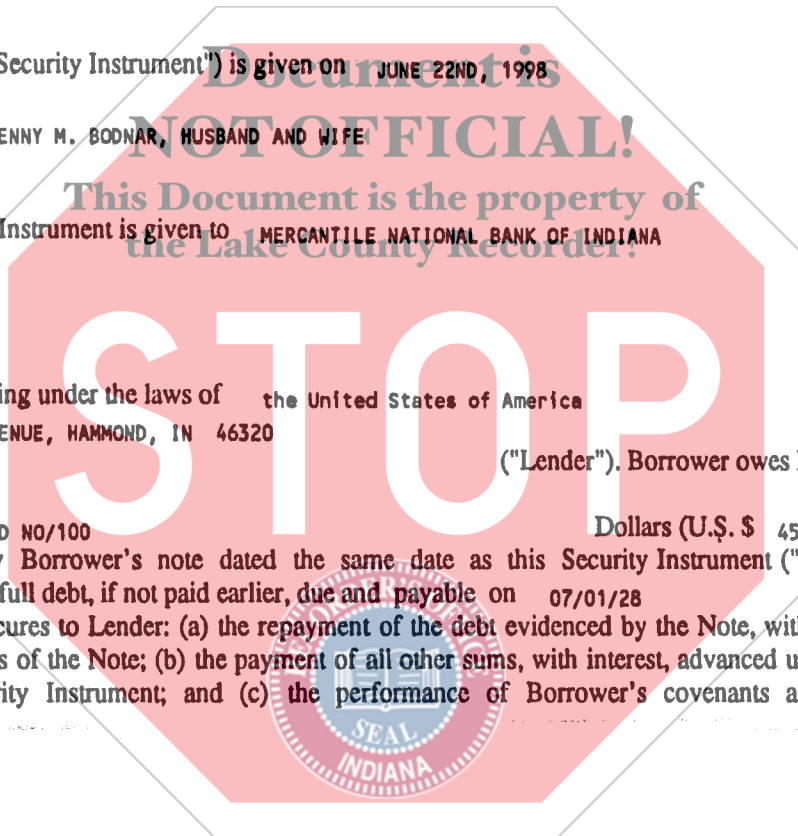 Security Instrument") is given on JUNE 22ND, 1998
Document is
ENNY M. BODNAR, HUSBAND AND WIFE
NOT OFFICIAL!
This Document is the property of
Instrument is given to MERCANTILE NATIONAL BANK OF INDIANA
the Lake County Recorder!
STOP
ing under the laws of the United States of America
ENUE, HAMMOND, IN 46320
("Lender"). Borrower owes
D NO/100 Dollars (U.S. $ 45
Borrower's note dated the same date as this Security Instrument ("
full debt, if not paid earlier, due and payable on 07/01/28
cures to Lender: (a) the repayment of the debt evidenced by the Note, wit
s of the Note; (b) the payment of all other sums, with interest, advanced u
rity Instrument; and (c) the performance of Borrower's covenants a
RECORDER'S OFFICE
SEAL
INDIANA